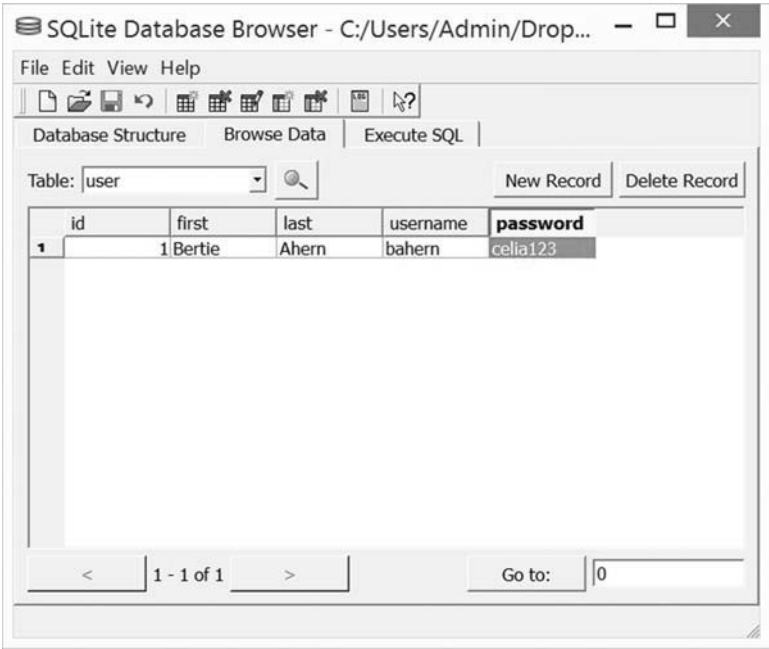 SQLite Database Browser - C:/Users/Admin/Drop...
File Edit View Help
LOG
Database Structure Browse Data Execute SQL
Table: user New Record Delete Record
id first last username password
1 1 Bertie Ahern bahern celia123
< 1 - 1 of 1 > Go to: 0